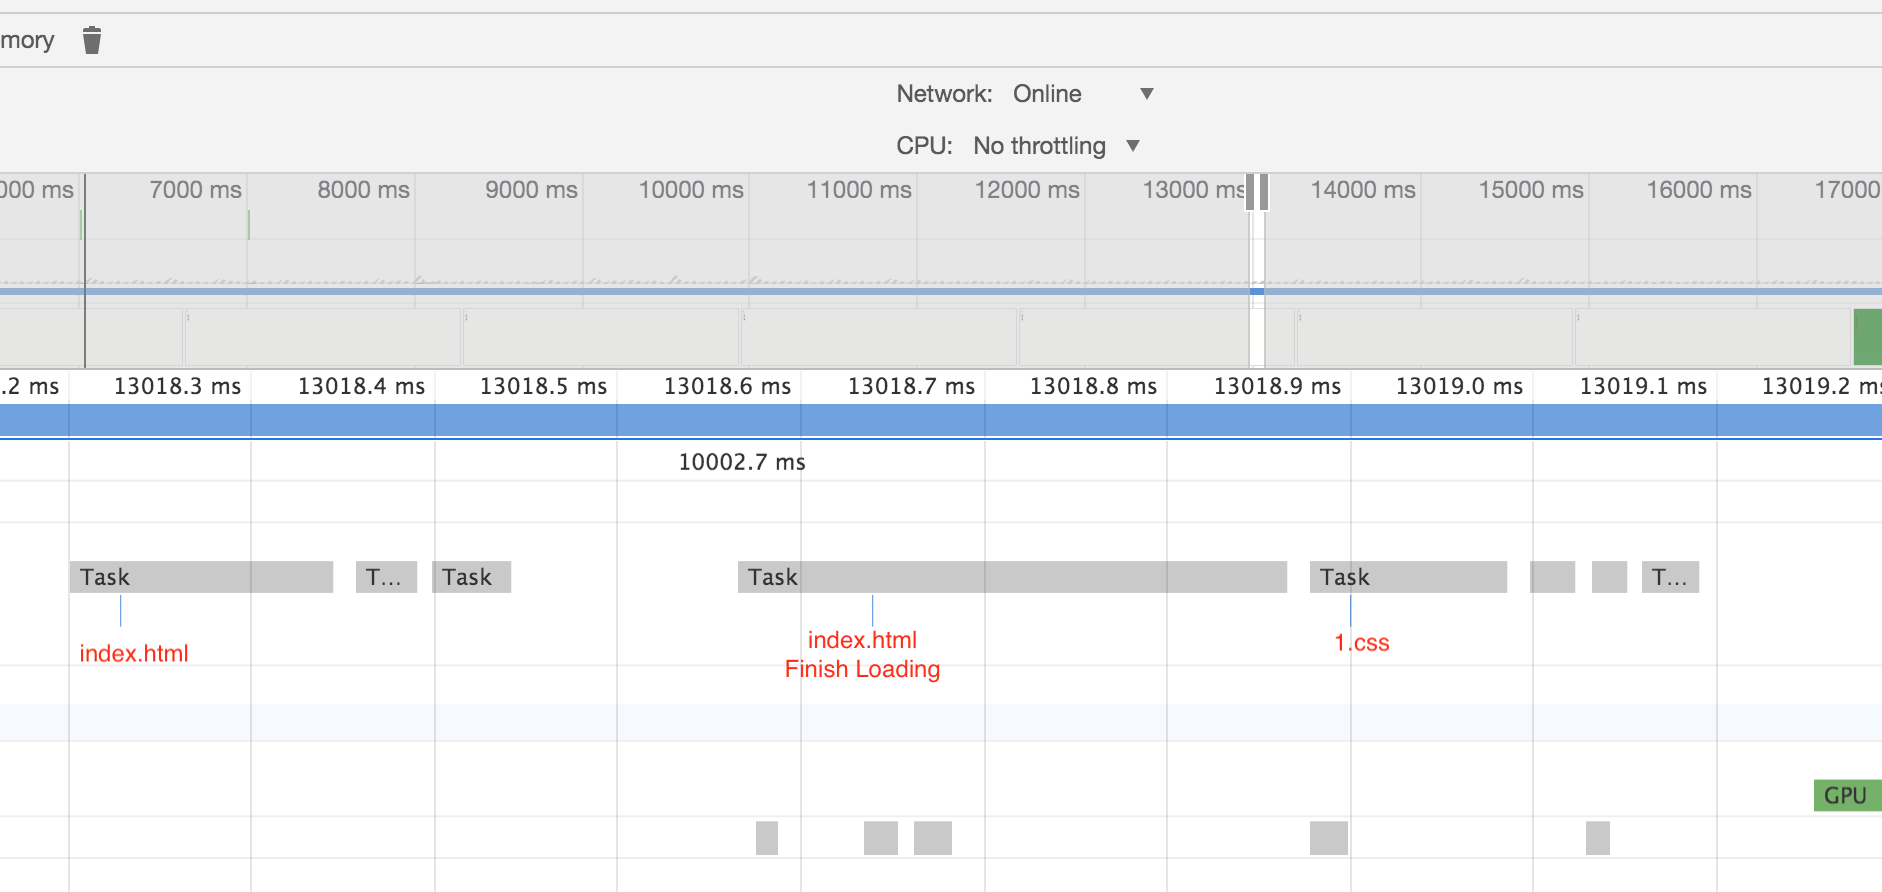 mory
Network: Online
CPU: No throttling
000 ms 7000 ms 8000 ms 9000 ms 10000 ms 11000 ms 12000 ms 13000 ms 14000 ms 15000 ms 16000 ms 17000
.2 ms 13018.3 ms 13018.4 ms 13018.5 ms 13018.6 ms 13018.7 ms 13018.8 ms 13018.9 ms 13019.0 ms 13019.1 ms 13019.2 ms
10002.7 ms
Task T... Task Task Task T...
index.html
index.html
Finish Loading
1.css
GPU